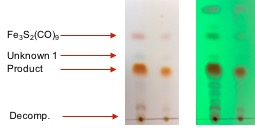 Fe₃S₂(CO)₉
Unknown 1
Product
Decomp.